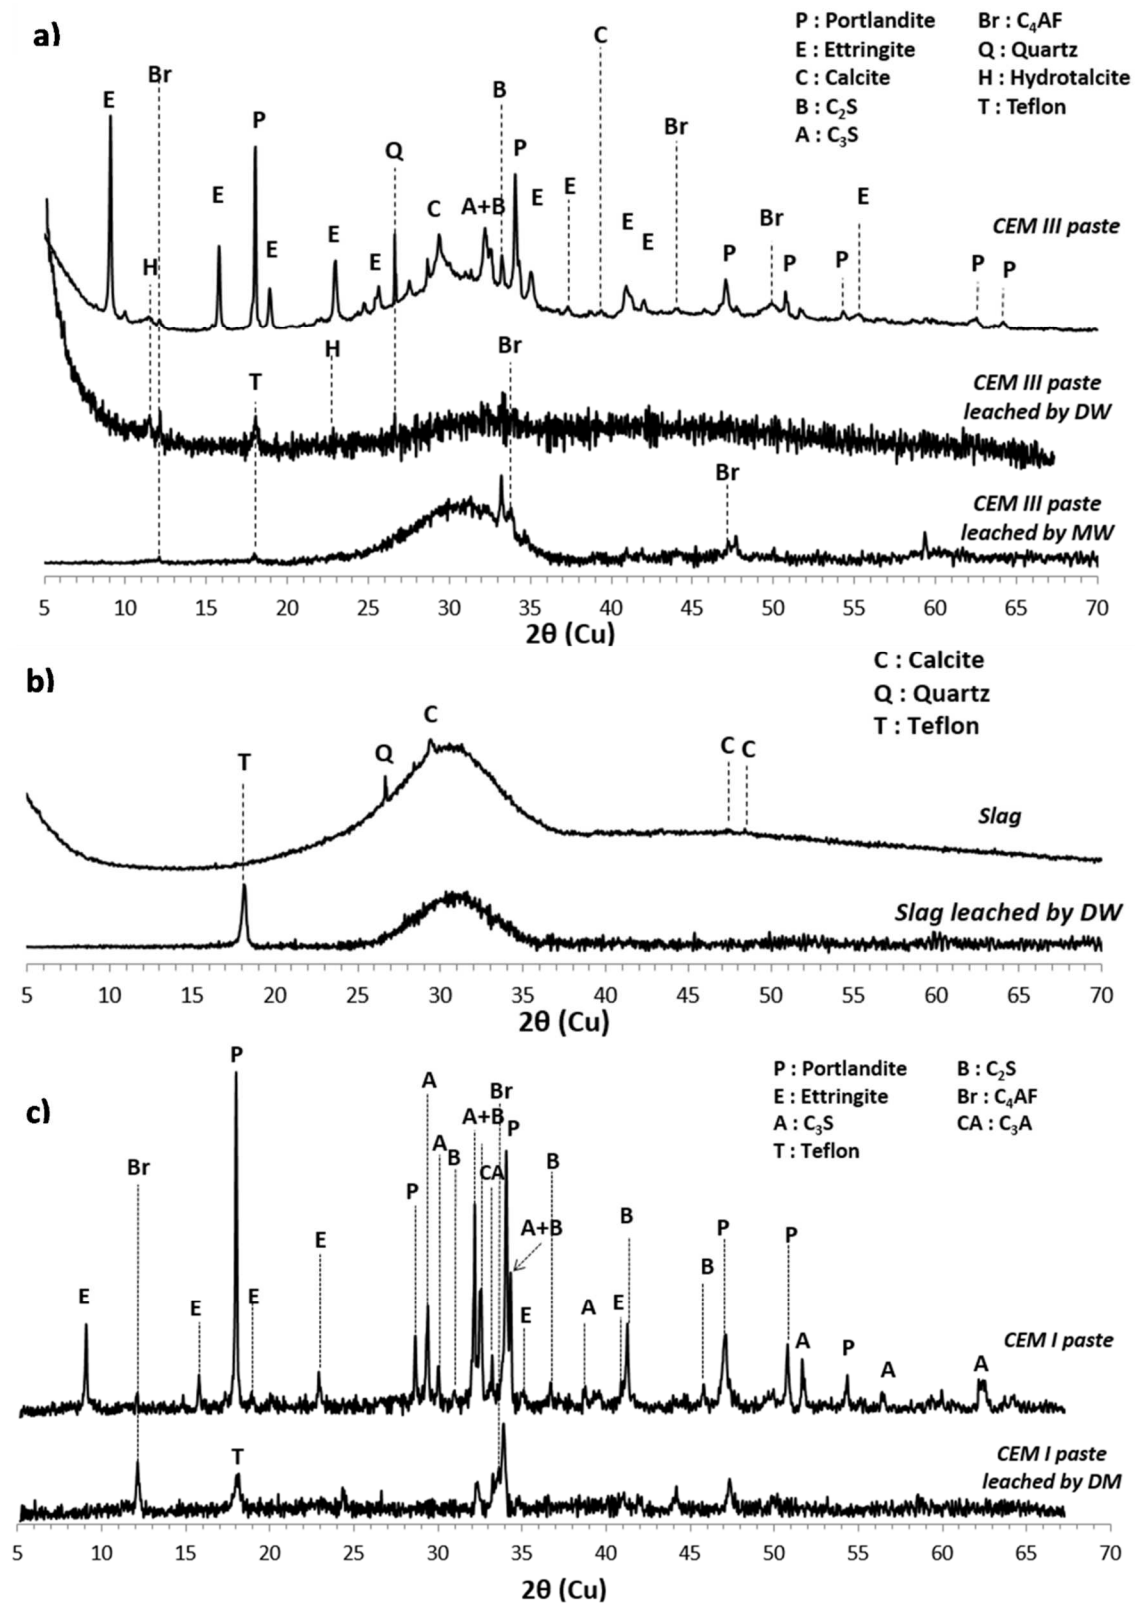 a)
P : Portlandite Br : C₄AF
E : Ettringite Q : Quartz
C : Calcite H : Hydrotalcite
B : C₂S T : Teflon
A : C₃S
E
Br
E
P
E
E
E
Q
C
A+B
B
P
E
E
C
E
E
Br
P
Br
P
P
E
P
P
CEM III paste
H
T
H
Br
CEM III paste
leached by DW
Br
CEM III paste
leached by MW
5 10 15 20 25 30 35 40 45 50 55 60 65 70
2θ (Cu)
b)
C : Calcite
Q : Quartz
T : Teflon
T
Q
C
C C
Slag
Slag leached by DW
5 10 15 20 25 30 35 40 45 50 55 60 65 70
2θ (Cu)
c)
P : Portlandite B : C₂S
E : Ettringite Br : C₄AF
A : C₃S CA : C₃A
T : Teflon
E
Br
E
P
E
E
P
A
A
B
A+B
CA
Br
P
A+B
E
B
A
E
B
B
P
P
A
P
A
A
CEM I paste
T
CEM I paste
leached by DM
5 10 15 20 25 30 35 40 45 50 55 60 65 70
2θ (Cu)